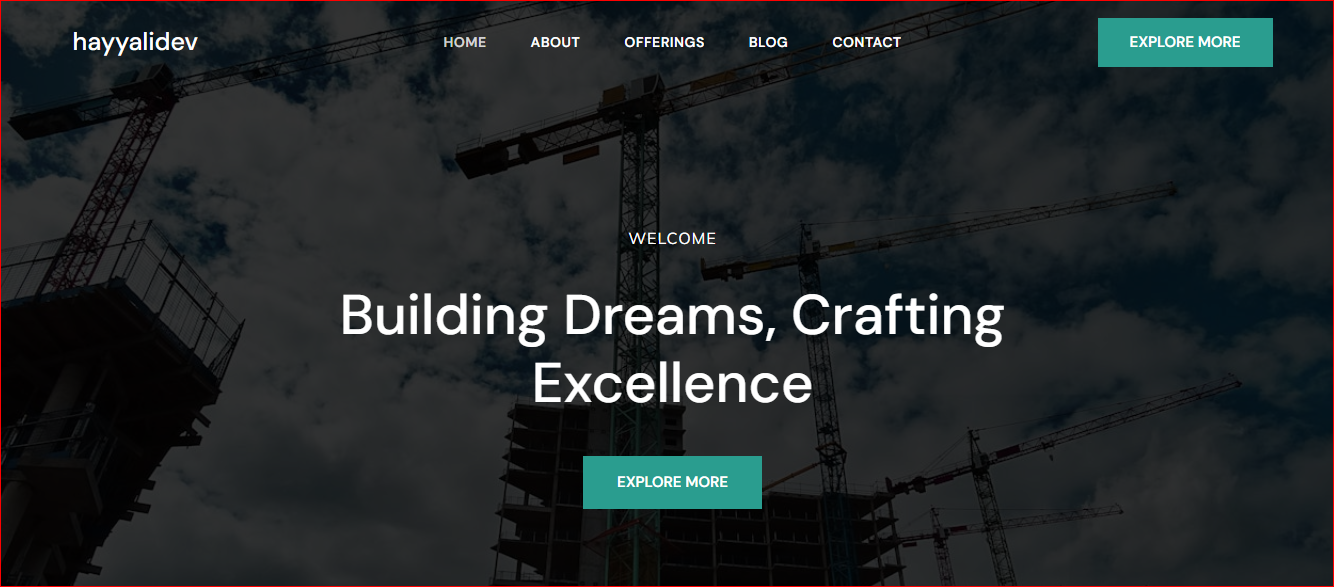 hayyalidev
HOME ABOUT OFFERINGS BLOG CONTACT
EXPLORE MORE
WELCOME
Building Dreams, Crafting
Excellence
EXPLORE MORE